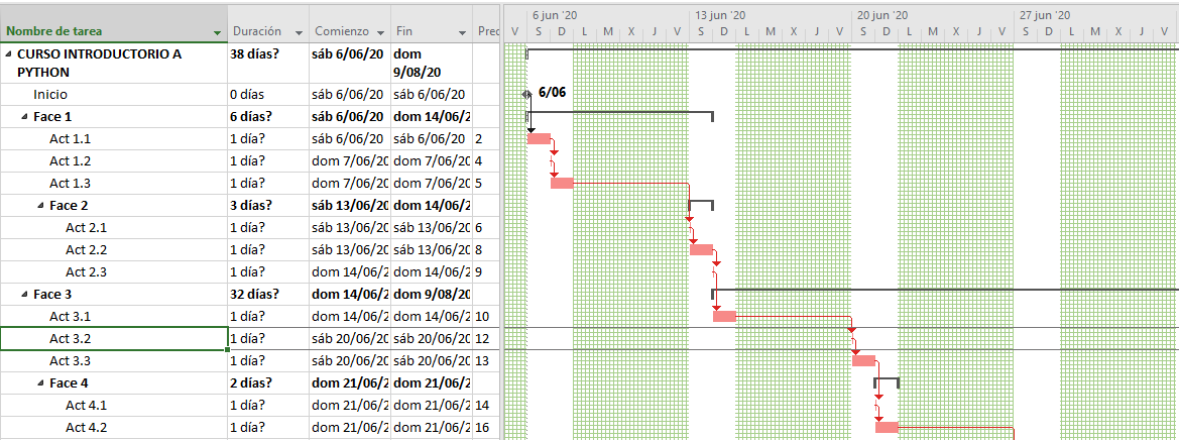 Nombre de tarea Duración Comienzo Fin Pred
6 jun '20 13 jun '20 20 jun '20 27 jun '20
V S D L M X J V S D L M X J V S D L M X J V S D L M X J V
CURSO INTRODUCTORIO A PYTHON 38 días? sáb 6/06/20 dom 9/08/20
Inicio 0 días sáb 6/06/20 sáb 6/06/20 6/06
Face 1 6 días? sáb 6/06/20 dom 14/06/2
Act 1.1 1 día? sáb 6/06/20 sáb 6/06/20 2
Act 1.2 1 día? dom 7/06/20 dom 7/06/20 4
Act 1.3 1 día? dom 7/06/20 dom 7/06/20 5
Face 2 3 días? sáb 13/06/20 dom 14/06/2
Act 2.1 1 día? sáb 13/06/20 sáb 13/06/20 6
Act 2.2 1 día? sáb 13/06/20 sáb 13/06/20 8
Act 2.3 1 día? dom 14/06/2 dom 14/06/2 9
Face 3 32 días? dom 14/06/2 dom 9/08/20
Act 3.1 1 día? dom 14/06/2 dom 14/06/2 10
Act 3.2 1 día? sáb 20/06/20 sáb 20/06/20 12
Act 3.3 1 día? sáb 20/06/20 sáb 20/06/20 13
Face 4 2 días? dom 21/06/2 dom 21/06/2
Act 4.1 1 día? dom 21/06/2 dom 21/06/2 14
Act 4.2 1 día? dom 21/06/2 dom 21/06/2 16